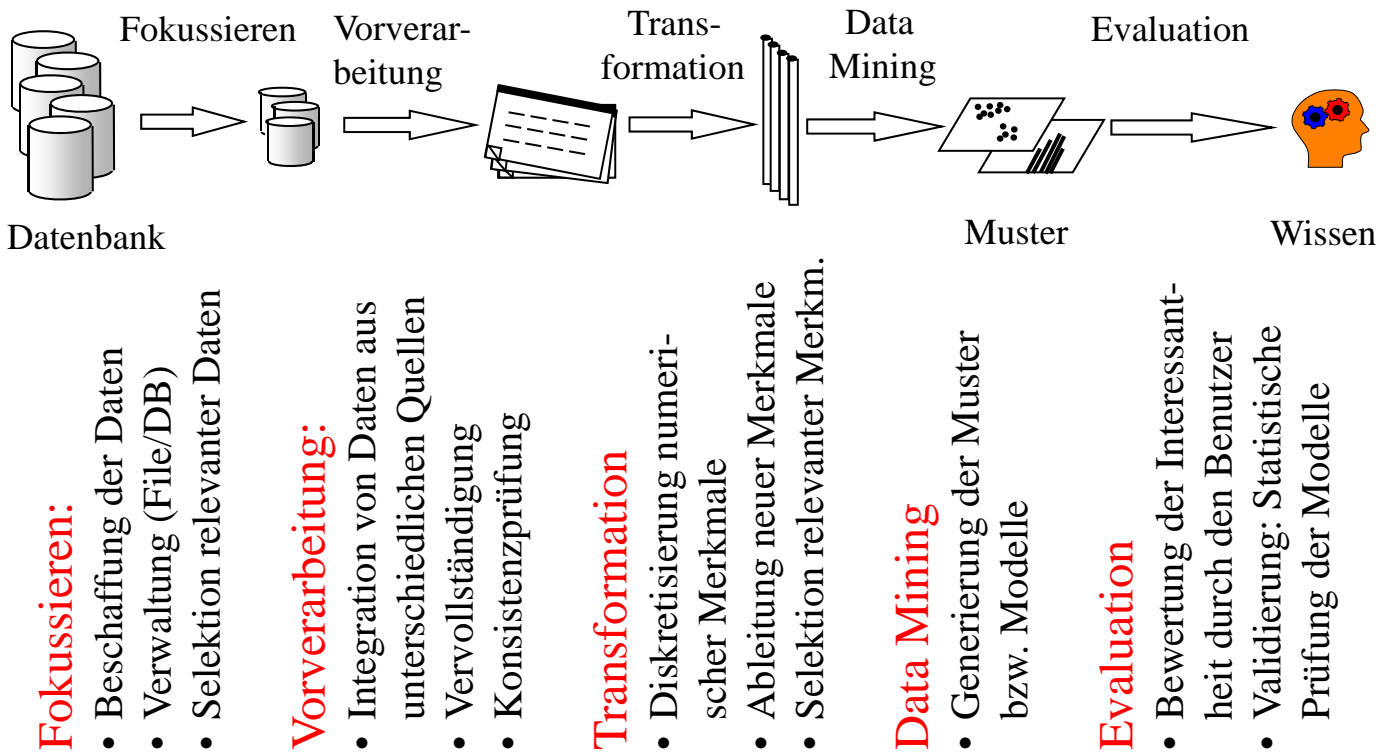 Fokussieren
Vorverar-
beitung
Trans-
formation
Data
Mining
Evaluation
Datenbank
Muster
Wissen
Fokussieren:
• Beschaffung der Daten
• Verwaltung (File/DB)
• Selektion relevanter Daten
Vorverarbeitung:
• Integration von Daten aus
unterschiedlichen Quellen
• Vervollständigung
• Konsistenzprüfung
Transformation
• Diskretisierung numeri-
scher Merkmale
• Ableitung neuer Merkmale
• Selektion relevanter Merkm.
Data Mining
• Generierung der Muster
bzw. Modelle
Evaluation
• Bewertung der Interessant-
heit durch den Benutzer
• Validierung: Statistische
Prüfung der Modelle